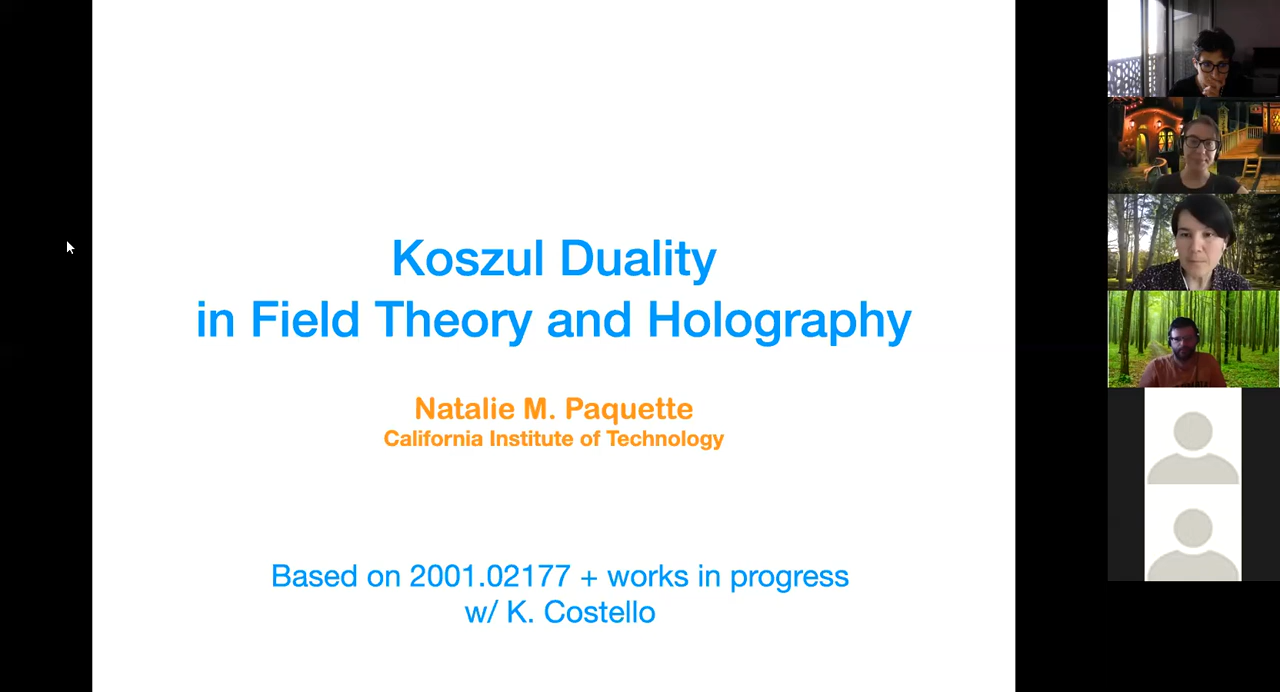 Koszul Duality
in Field Theory and Holography
Natalie M. Paquette
California Institute of Technology
Based on 2001.02177 + works in progress
w/ K. Costello